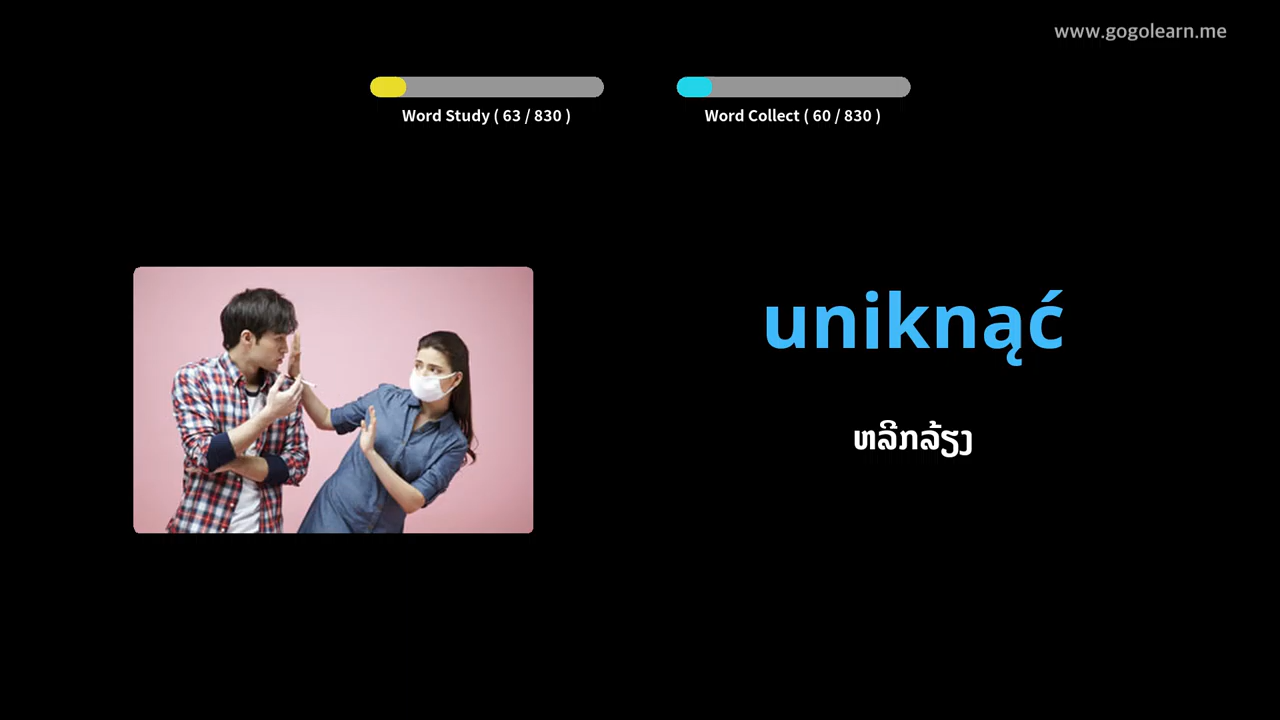 www.gogolearn.me
Word Study ( 63 / 830 )
Word Collect ( 60 / 830 )
uniknąć
ຫລີກລ້ຽງ